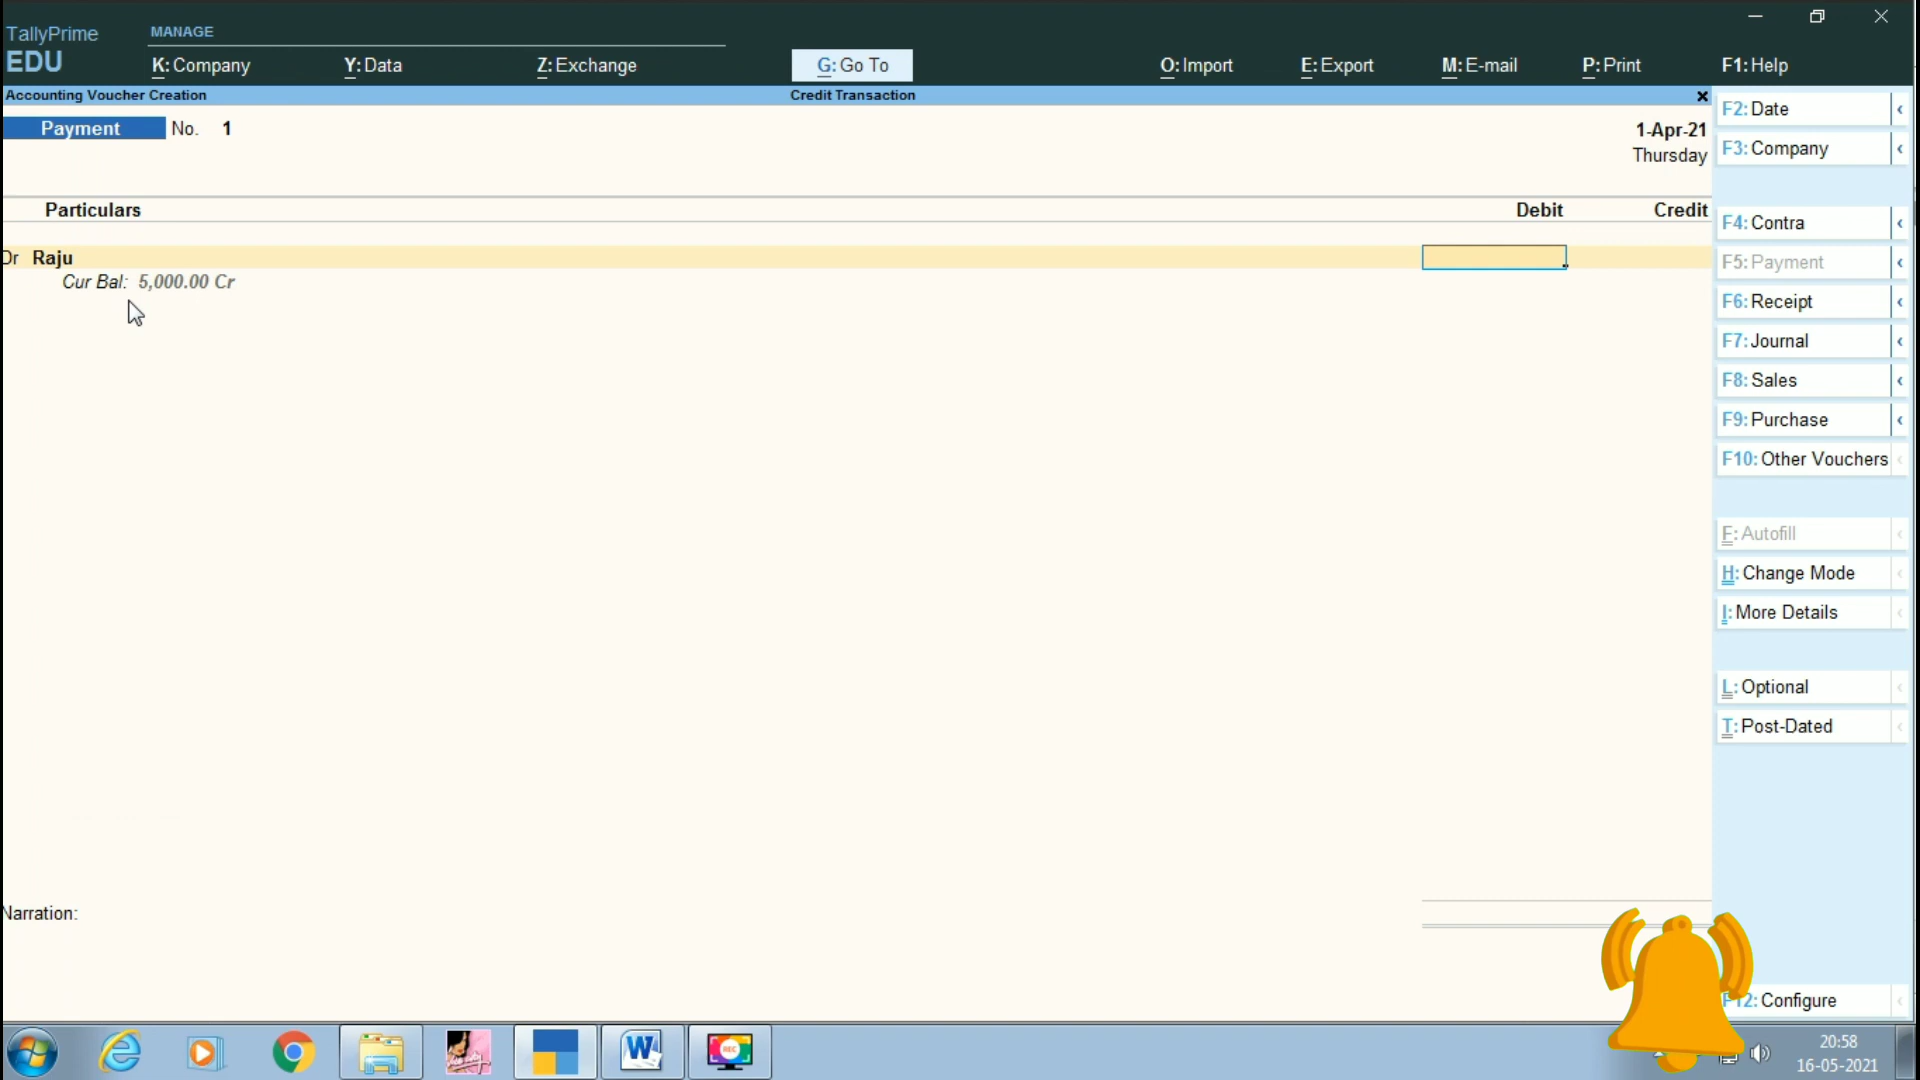 TallyPrime
EDU
MANAGE
K: Company
Y: Data
Z: Exchange
G: Go To
O: Import
E: Export
M: E-mail
P: Print
F1: Help
Accounting Voucher Creation
Credit Transaction
Payment No. 1
1-Apr-21
Thursday
Particulars
Debit
Credit
Dr Raju
Cur Bal: 5,000.00 Cr
Narration:
F2: Date
F3: Company
F4: Contra
F5: Payment
F6: Receipt
F7: Journal
F8: Sales
F9: Purchase
F10: Other Vouchers
F: Autofill
H: Change Mode
I: More Details
L: Optional
T: Post-Dated
F12: Configure
REC
20:58
16-05-2021